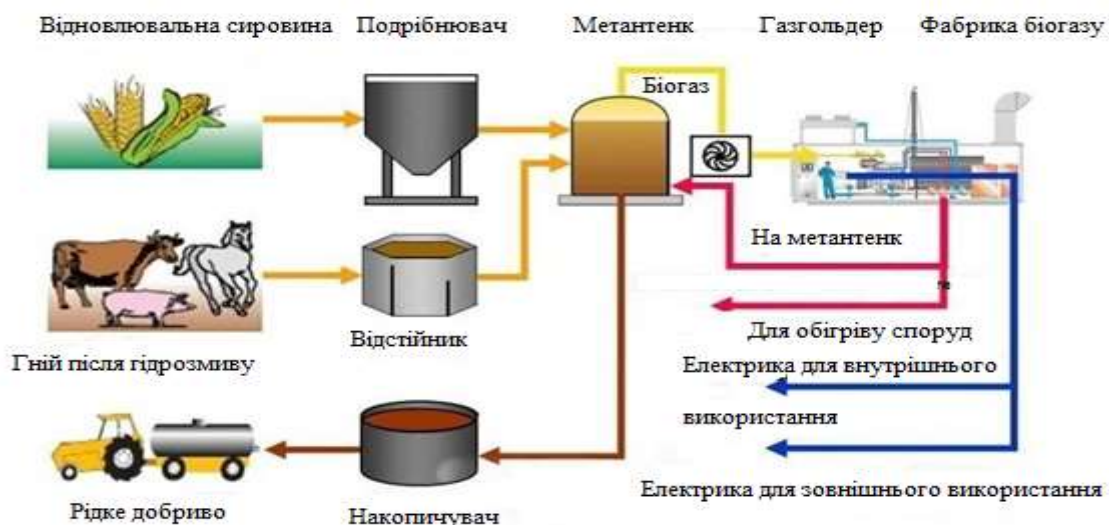 Відновлювальна сировина
Подрібнювач
Метантенк
Газгольдер
Фабрика біогазу
Біогаз
На метантенк
Відстійник
Для обігріву споруд
Гній після гідрозмиву
Електрика для внутрішнього
використання
Електрика для зовнішнього використання
Рідке добриво
Накопичувач